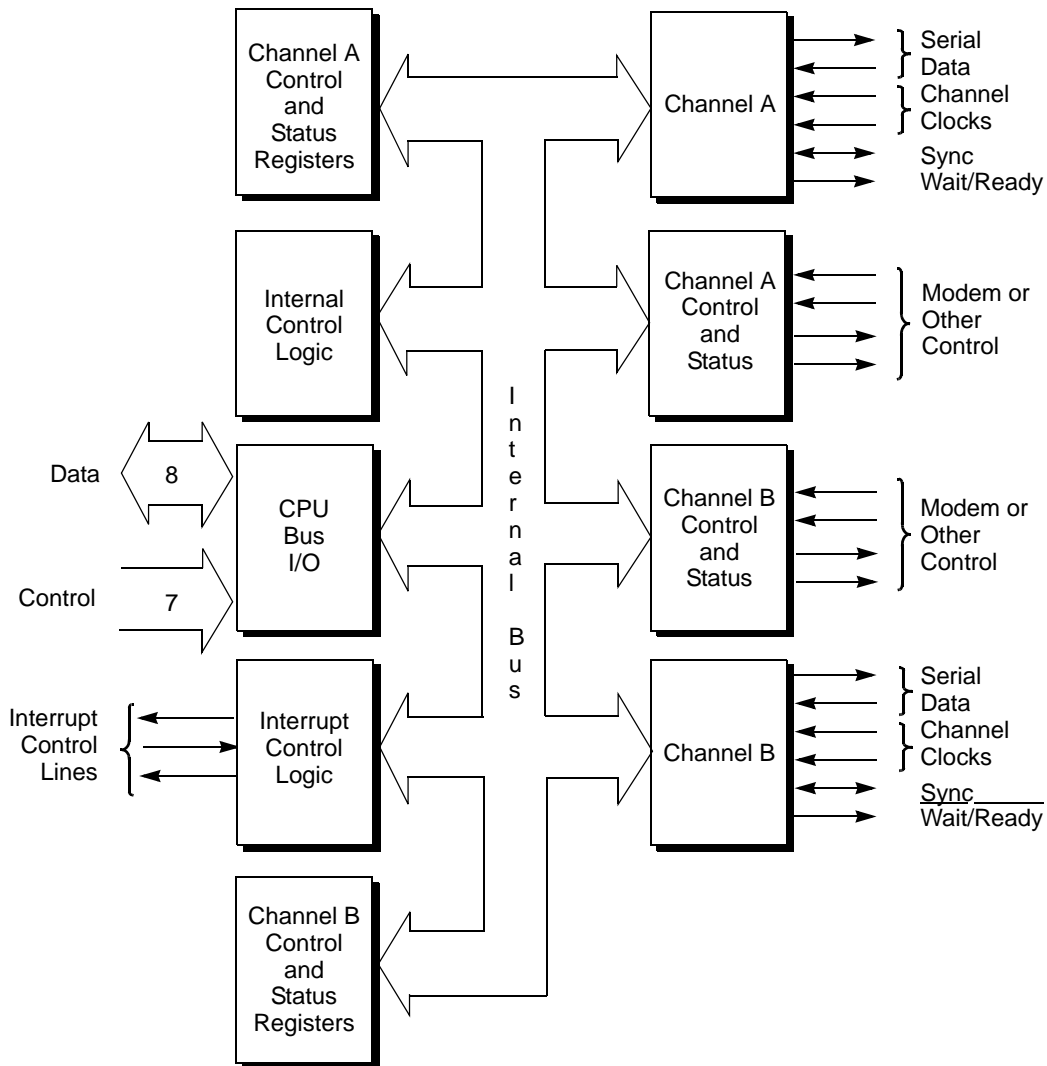 Channel A
Control
and
Status
Registers
Channel A
Serial
Data
Channel
Clocks
Sync
Wait/Ready
Internal
Control
Logic
Channel A
Control
and
Status
Modem or
Other
Control
Internal Bus
Data
8
Control
7
CPU
Bus
I/O
Channel B
Control
and
Status
Modem or
Other
Control
Interrupt
Control
Lines
Interrupt
Control
Logic
Channel B
Serial
Data
Channel
Clocks
Sync
Wait/Ready
Channel B
Control
and
Status
Registers